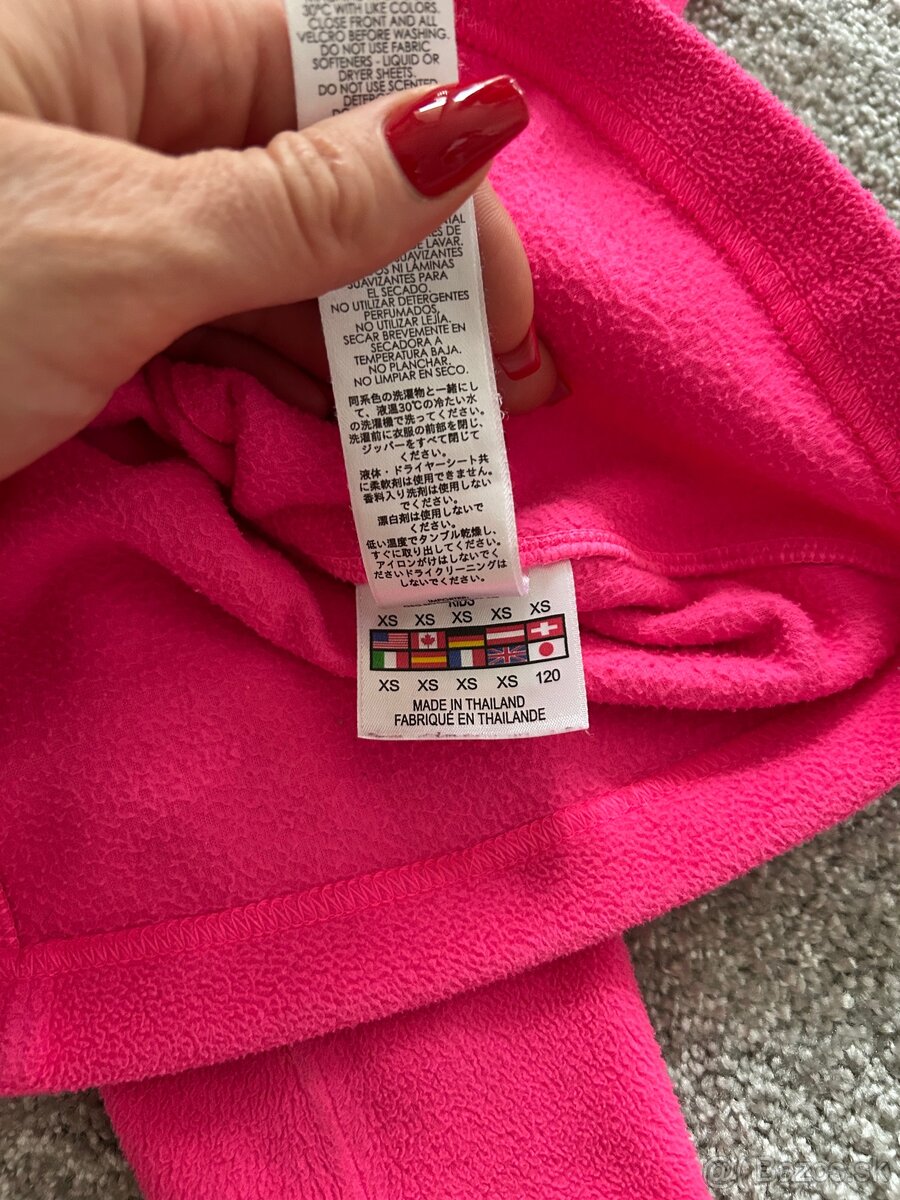 30°C WITH LIKE COLORS.
CLOSE FRONT AND ALL
VELCRO BEFORE WASHING.
DO NOT USE FABRIC
SOFTENERS - LIQUID OR
DRYER SHEETS.
DO NOT USE SCENTED
LAVAR.
SUAVIZANTES
NI LÁMINAS
SUAVIZANTES PARA
EL SECADO.
NO UTILIZAR DETERGENTES
PERFUMADOS.
NO UTILIZAR LEJÍA.
SECAR BREVEMENTE EN
SECADORA A
TEMPERATURA BAJA.
NO PLANCHAR.
NO LIMPIAR EN SECO.
同系色の洗濯物と一緒にし
て、液温30℃の冷たい水
の洗濯機で洗ってください。
洗濯前に衣服の前部を閉じ、
ジッパーをすべて閉じて
ください。
液体・ドライヤーシート共
に柔軟剤は使用できません。
香料入り洗剤は使用しない
でください。
漂白剤は使用しないで
ください。
低い温度でタンブル乾燥し、
すぐに取り出してください。
アイロンがけはしないでく
ださいドライクリーニングは
しないでください。
KIDS
XS XS XS XS XS
XS XS XS XS 120
MADE IN THAILAND
FABRIQUÉ EN THAILANDE
Bazos.sk